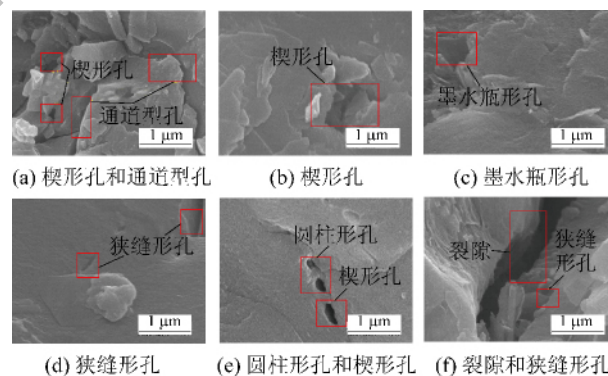 楔形孔
通道型孔
1 μm
(a) 楔形孔和通道型孔
楔形孔
1 μm
(b) 楔形孔
墨水瓶形孔
1 μm
(c) 墨水瓶形孔
狭缝形孔
1 μm
(d) 狭缝形孔
圆柱形孔
楔形孔
1 μm
(e) 圆柱形孔和楔形孔
裂隙
狭缝
形孔
1 μm
(f) 裂隙和狭缝形孔